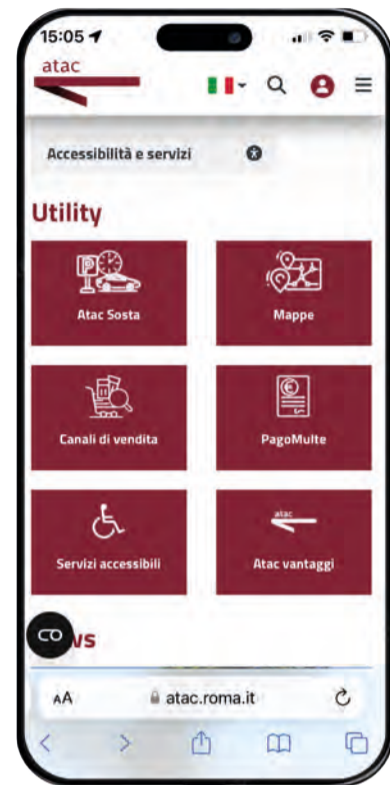 15:05
atac
Accessibilità e servizi
Utility
P
Atac Sosta
Mappe
Canali di vendita
€
PagoMulte
Servizi accessibili
atac
Atac vantaggi
ws
AA
atac.roma.it